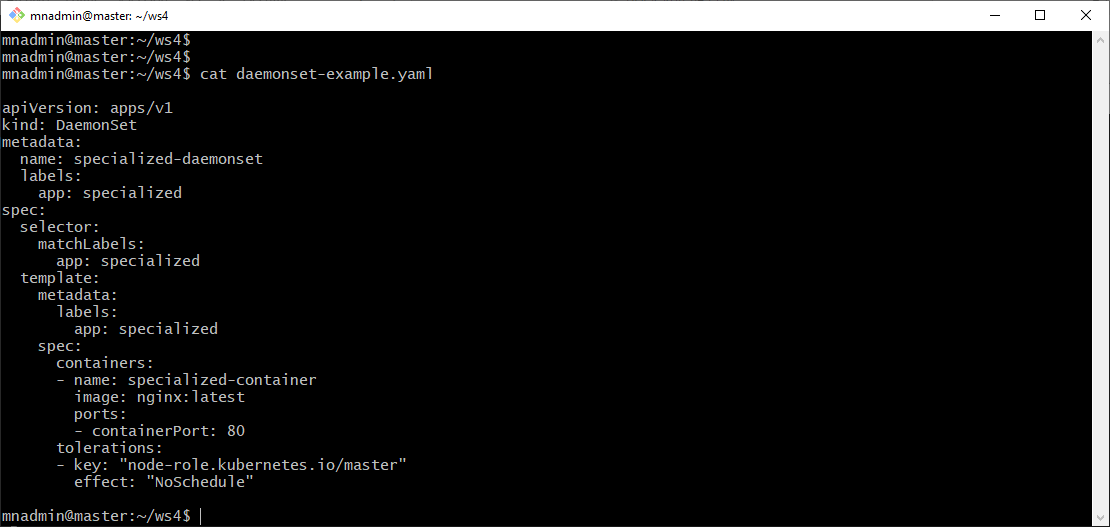 mnadmin@master: ~/ws4
mnadmin@master:~/ws4$
mnadmin@master:~/ws4$
mnadmin@master:~/ws4$ cat daemonset-example.yaml

apiVersion: apps/v1
kind: DaemonSet
metadata:
  name: specialized-daemonset
  labels:
    app: specialized
spec:
  selector:
    matchLabels:
      app: specialized
  template:
    metadata:
      labels:
        app: specialized
    spec:
      containers:
      - name: specialized-container
        image: nginx:latest
        ports:
        - containerPort: 80
      tolerations:
      - key: "node-role.kubernetes.io/master"
        effect: "NoSchedule"

mnadmin@master:~/ws4$